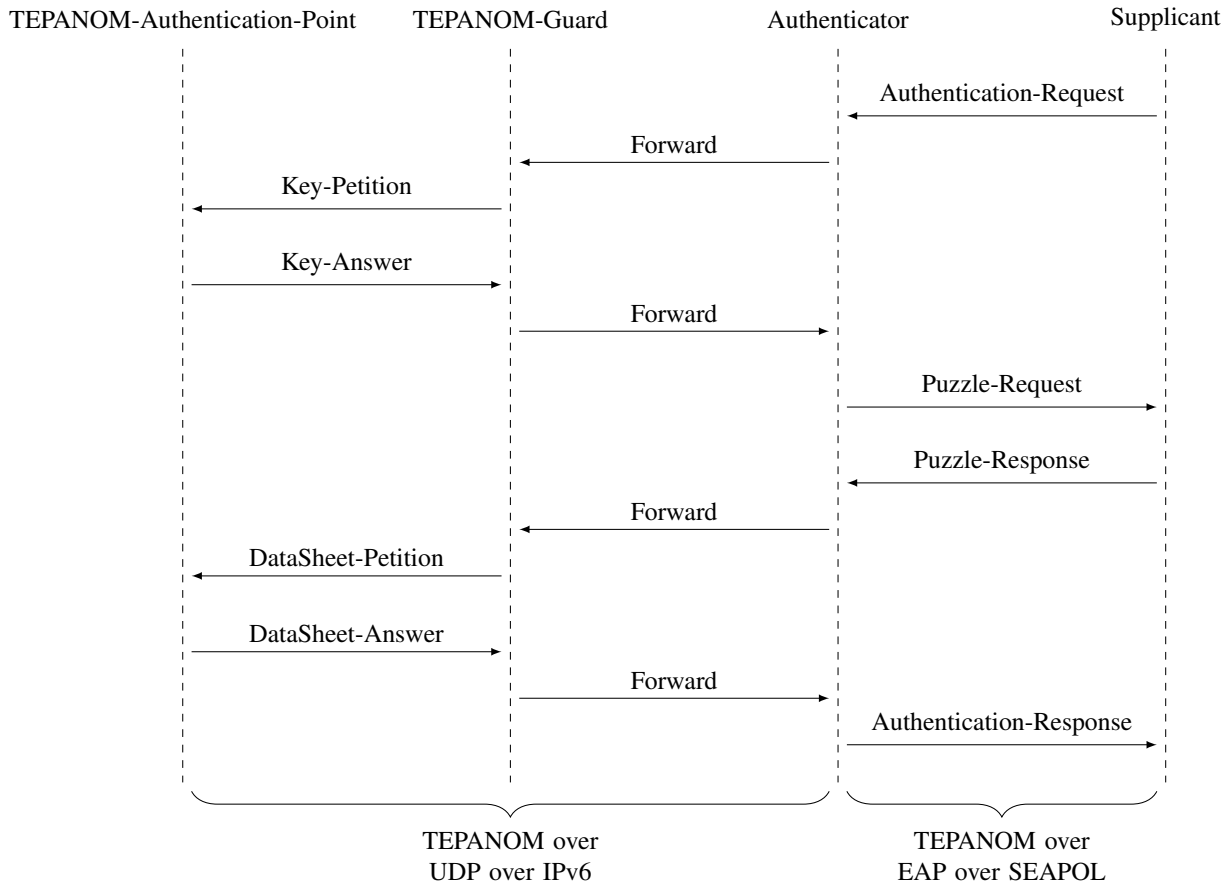 TEPANOM-Authentication-Point
TEPANOM-Guard
Authenticator
Supplicant
Authentication-Request
Forward
Key-Petition
Key-Answer
Forward
Puzzle-Request
Puzzle-Response
Forward
DataSheet-Petition
DataSheet-Answer
Forward
Authentication-Response
TEPANOM over
UDP over IPv6
TEPANOM over
EAP over SEAPOL